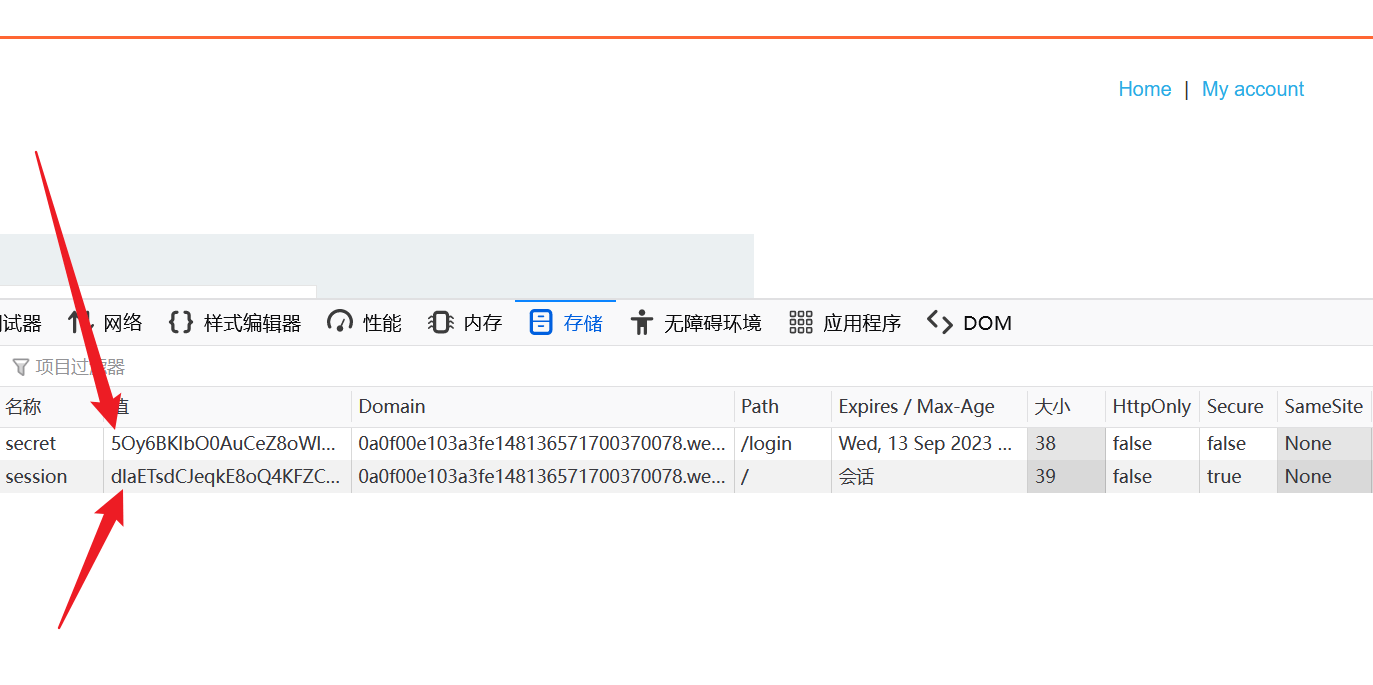 Home | My account
试器 网络 {} 样式编辑器 性能 内存 存储 无障碍环境 应用程序 DOM
项目过滤器
名称 值 Domain Path Expires / Max-Age 大小 HttpOnly Secure SameSite
secret 5Oy6BKIbO0AuCeZ8oWI... 0a0f00e103a3fe148136571700370078.we... /login Wed, 13 Sep 2023 ... 38 false false None
session dIaETsdCJeqkE8oQ4KFZC... 0a0f00e103a3fe148136571700370078.we... / 会话 39 false true None